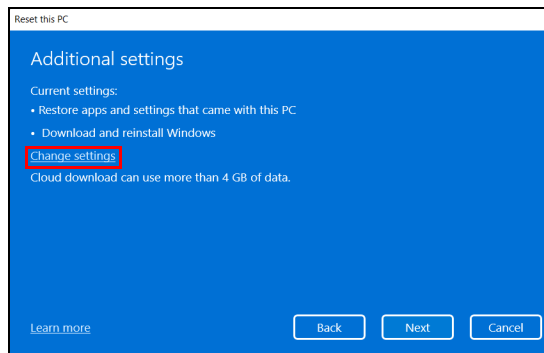 Reset this PC
Additional settings
Current settings:
• Restore apps and settings that came with this PC
• Download and reinstall Windows
Change settings
Cloud download can use more than 4 GB of data.
Learn more
Back
Next
Cancel